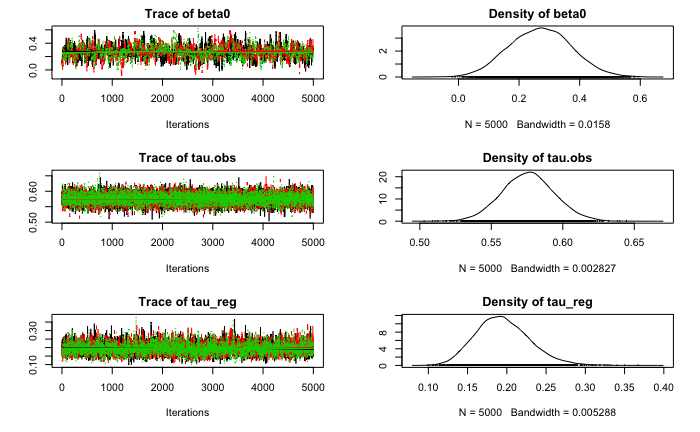 Trace of beta0
0.0 0.4
0 1000 2000 3000 4000 5000
Iterations
Density of beta0
0 2
0.0 0.2 0.4 0.6
N = 5000 Bandwidth = 0.0158
Trace of tau.obs
0.50 0.60
0 1000 2000 3000 4000 5000
Iterations
Density of tau.obs
0 10 20
0.50 0.55 0.60 0.65
N = 5000 Bandwidth = 0.002827
Trace of tau_reg
0.10 0.30
0 1000 2000 3000 4000 5000
Iterations
Density of tau_reg
0 4 8
0.10 0.15 0.20 0.25 0.30 0.35 0.40
N = 5000 Bandwidth = 0.005288